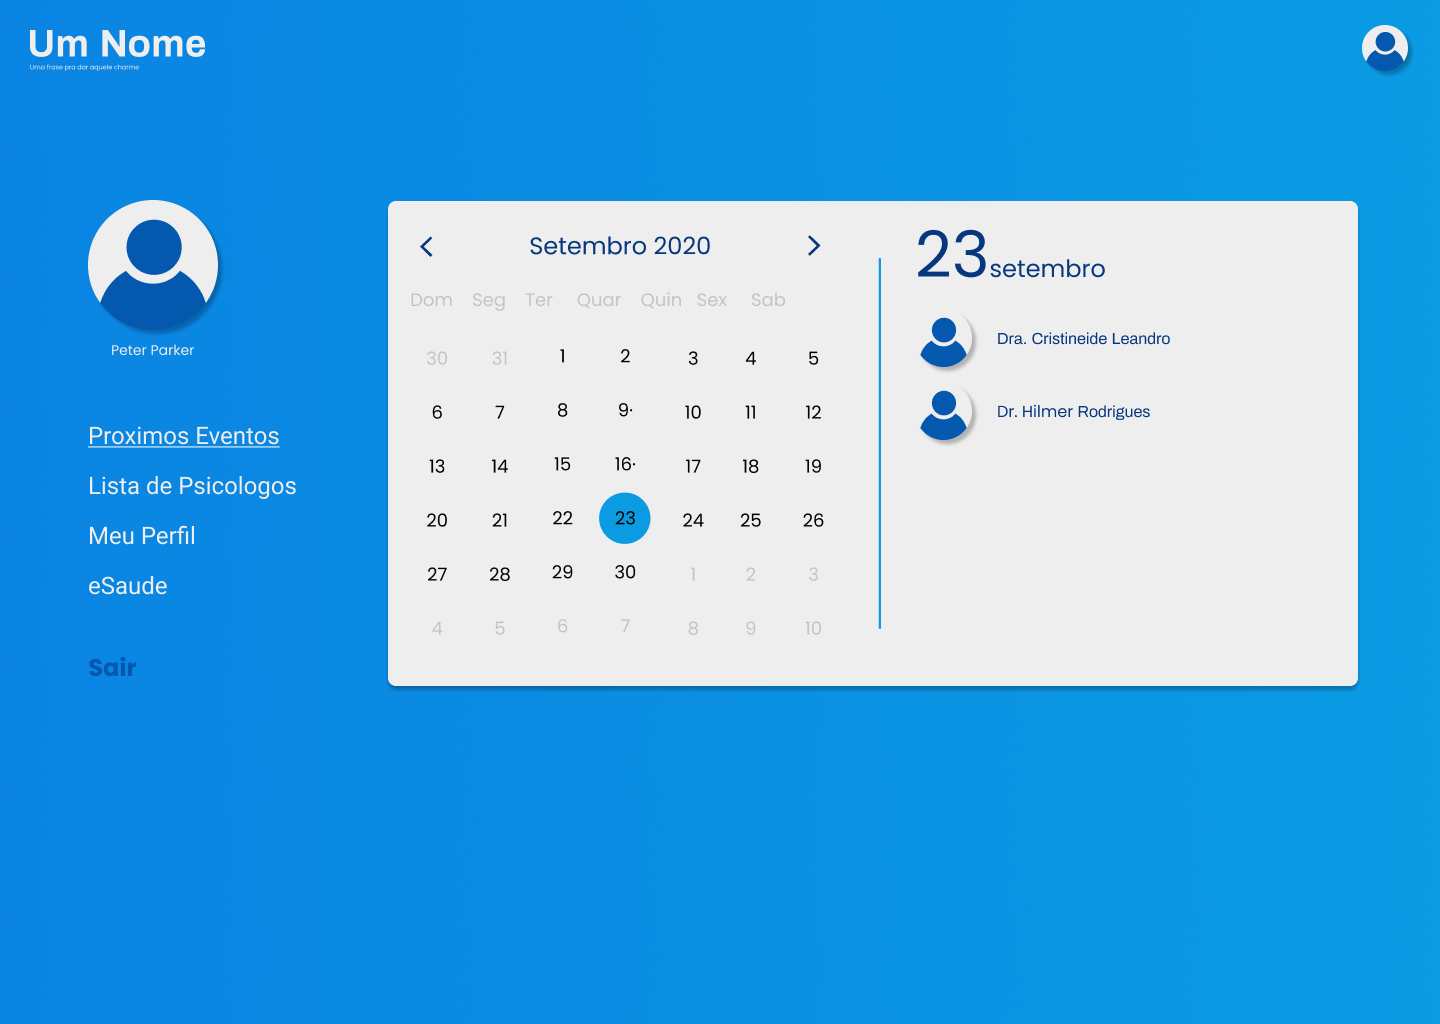 Um Nome
Uma frase pra dar aquele charme
Peter Parker
Proximos Eventos
Lista de Psicologos
Meu Perfil
eSaude
Sair
Setembro 2020
Dom Seg Ter Quar Quin Sex Sab
30 31 1 2 3 4 5
6 7 8 9· 10 11 12
13 14 15 16· 17 18 19
20 21 22 23 24 25 26
27 28 29 30 1 2 3
4 5 6 7 8 9 10
23 setembro
Dra. Cristineide Leandro
Dr. Hilmer Rodrigues